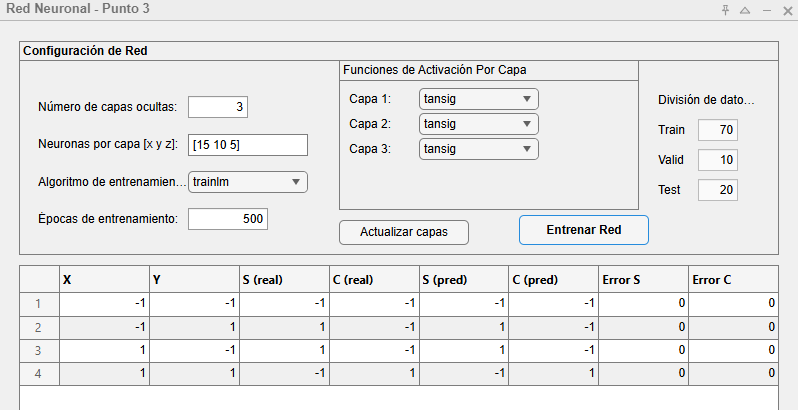 Red Neuronal - Punto 3
Configuración de Red
Funciones de Activación Por Capa
Número de capas ocultas: 3
Capa 1: tansig
División de dato...
Capa 2: tansig
Train 70
Neuronas por capa [x y z]: [15 10 5]
Capa 3: tansig
Valid 10
Algoritmo de entrenamien... trainlm
Test 20
Épocas de entrenamiento: 500
Actualizar capas
Entrenar Red
X Y S (real) C (real) S (pred) C (pred) Error S Error C
1 -1 -1 -1 -1 -1 -1 0 0
2 -1 1 1 -1 1 -1 0 0
3 1 -1 1 -1 1 -1 0 0
4 1 1 -1 1 -1 1 0 0